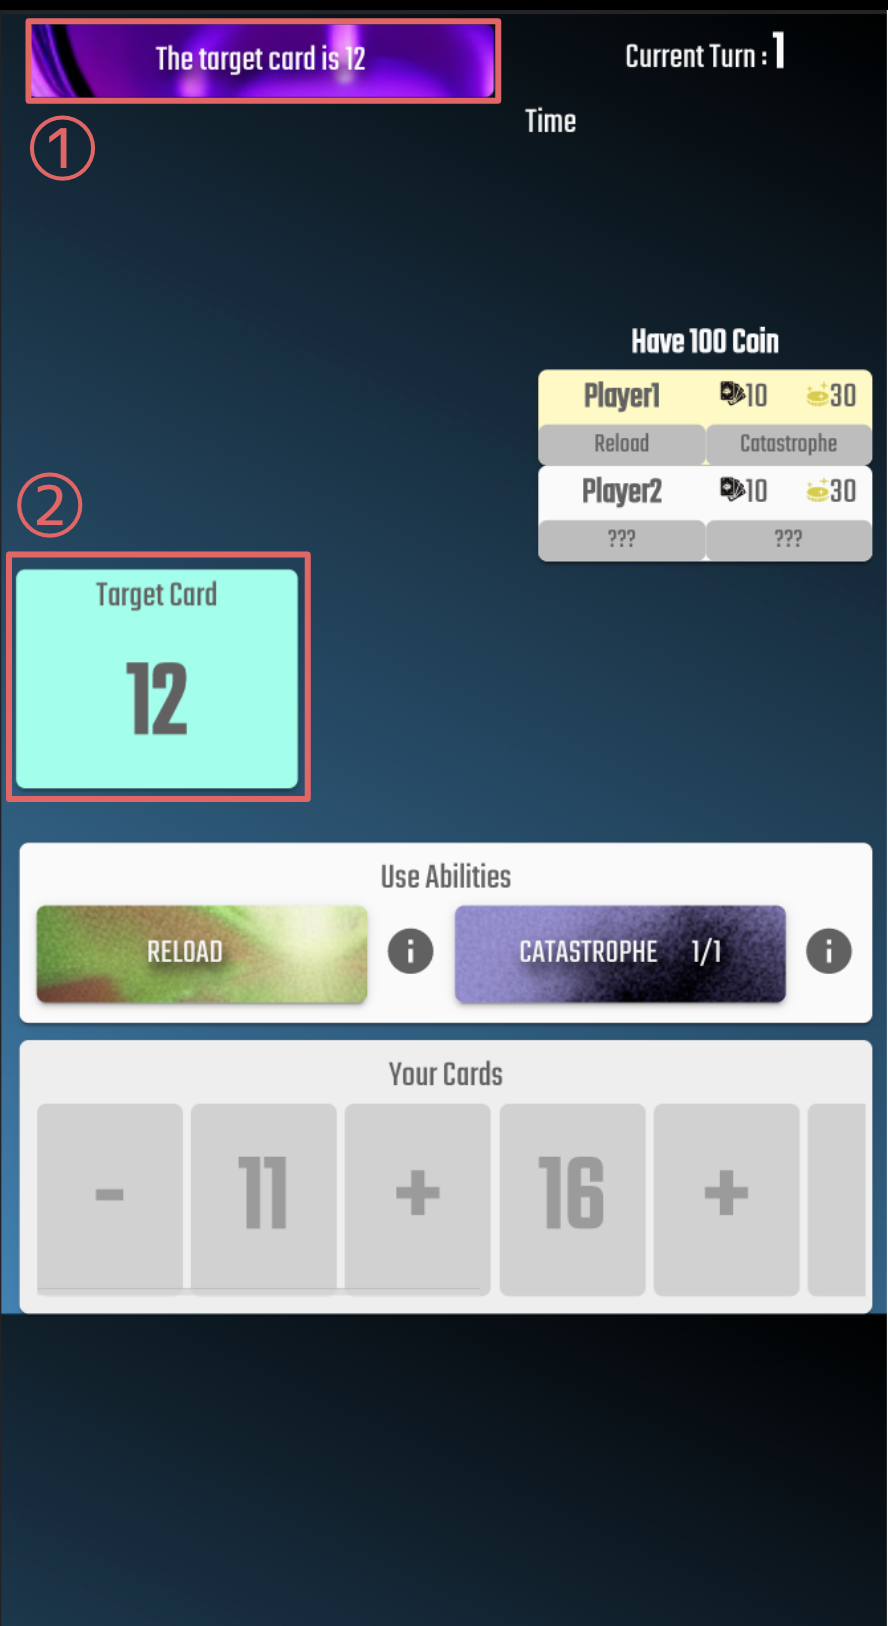 The target card is 12
Current Turn : 1
①
Time
Have 100 Coin
Player1 10 30
Reload Catastrophe
Player2 10 30
??? ???
②
Target Card
12
Use Abilities
RELOAD i CATASTROPHE 1/1 i
Your Cards
- 11 + 16 +